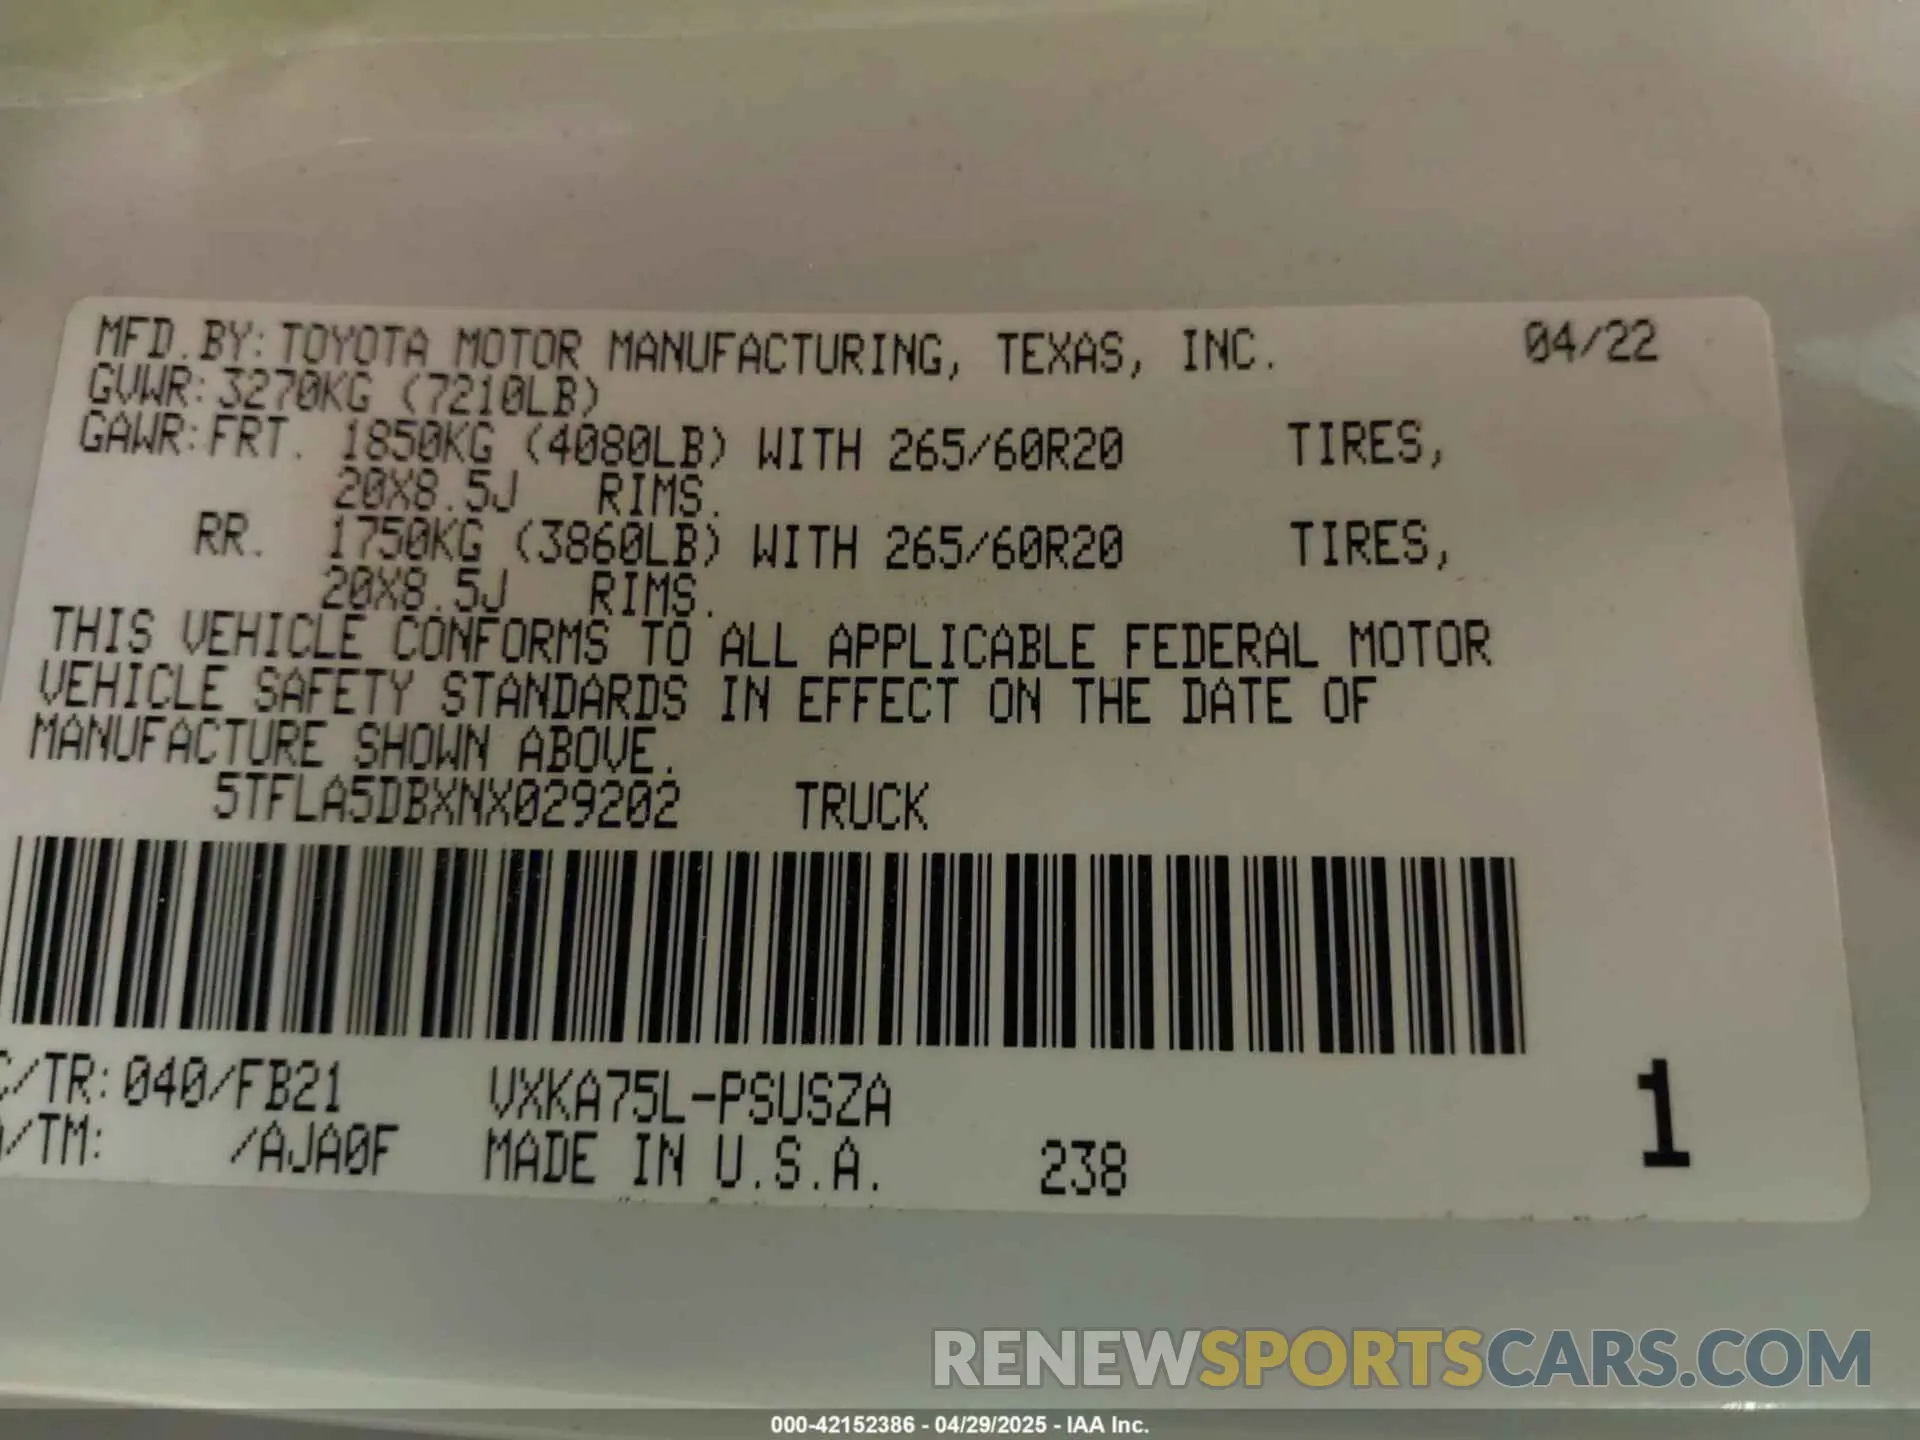 MFD.BY: TOYOTA MOTOR MANUFACTURING, TEXAS, INC. 04/22
GVWR: 3270KG (7210LB)
GAWR: FRT. 1850KG (4080LB) WITH 265/60R20 TIRES,
20X8.5J RIMS.
RR. 1750KG (3860LB) WITH 265/60R20 TIRES,
20X8.5J RIMS.
THIS VEHICLE CONFORMS TO ALL APPLICABLE FEDERAL MOTOR
VEHICLE SAFETY STANDARDS IN EFFECT ON THE DATE OF
MANUFACTURE SHOWN ABOVE.
5TFLA5DBXNX029202 TRUCK
C/TR: 040/FB21 VXKA75L-PSUSZA 1
/TM: /AJA0F MADE IN U.S.A. 238
RENEWSPORTSCARS.COM
000-42152386 - 04/29/2025 - IAA Inc.